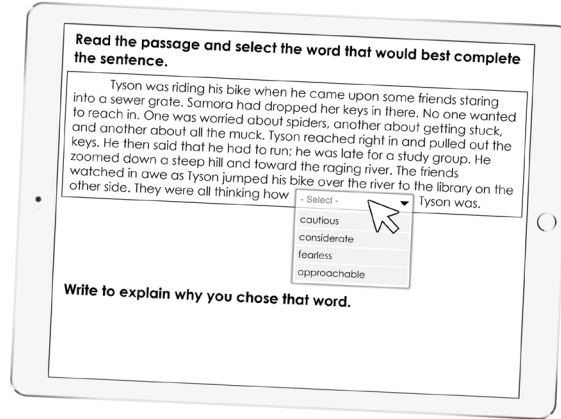 Read the passage and select the word that would best complete
the sentence.
Tyson was riding his bike when he came upon some friends staring
into a sewer grate. Samora had dropped her keys in there. No one wanted
to reach in. One was worried about spiders, another about getting stuck,
and another about all the muck. Tyson reached right in and pulled out the
keys. He then said that he had to run; he was late for a study group. He
zoomed down a steep hill and toward the raging river. The friends
watched in awe as Tyson jumped his bike over the river to the library on the
other side. They were all thinking how - Select - Tyson was.
cautious
considerate
fearless
approachable
Write to explain why you chose that word.